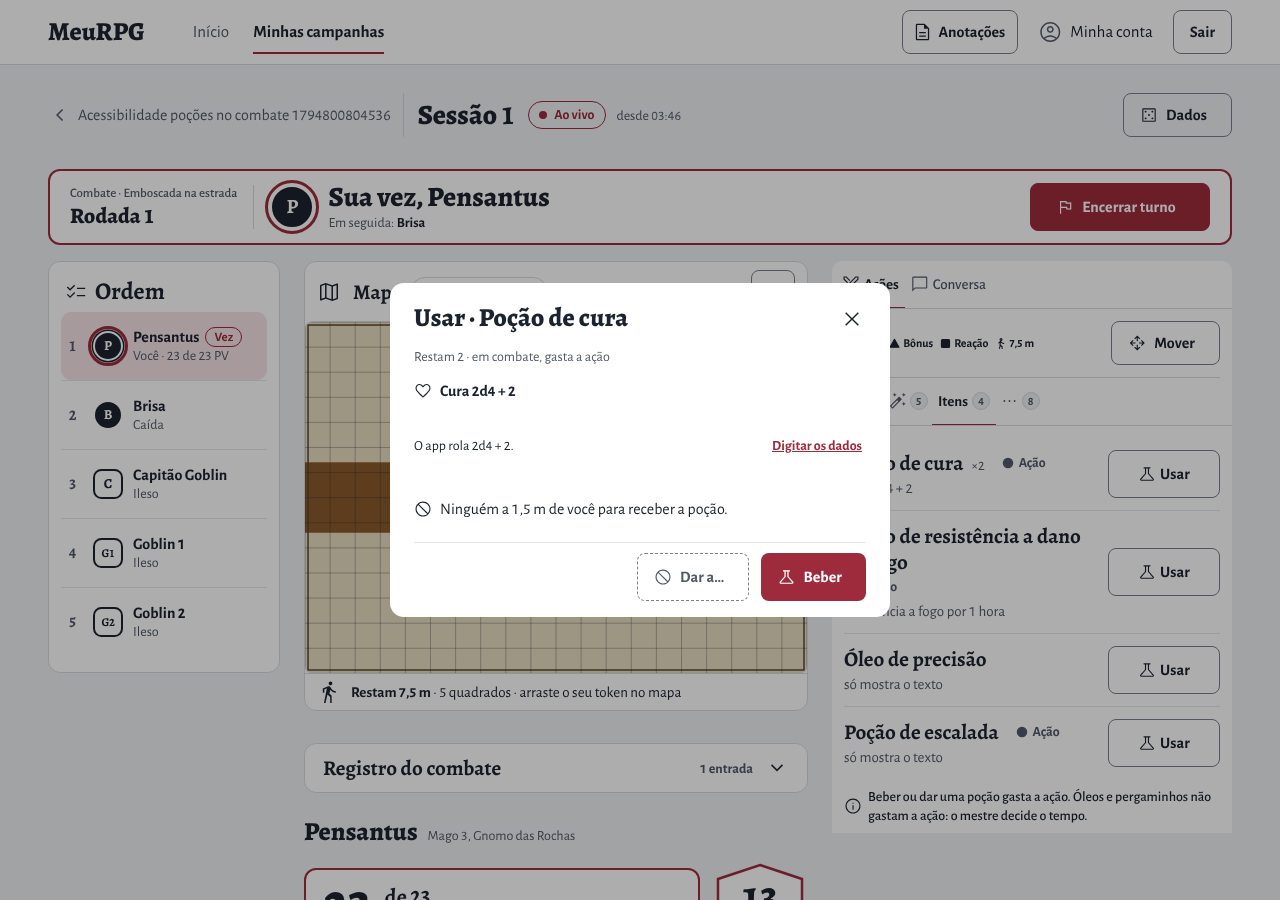 MeuRPG
Início
Minhas campanhas
Anotações
Minha conta
Sair
Acessibilidade poções no combate 1794800804536
Sessão 1
Ao vivo
desde 03:46
Dados
Combate · Emboscada na estrada
Rodada 1
P
Sua vez, Pensantus
Em seguida: Brisa
Encerrar turno
Ordem
1
P
Pensantus
Vez
Você · 23 de 23 PV
2
B
Brisa
Caída
3
C
Capitão Goblin
Ileso
4
G1
Goblin 1
Ileso
5
G2
Goblin 2
Ileso
Usar · Poção de cura
Restam 2 · em combate, gasta a ação
Cura 2d4 + 2
O app rola 2d4 + 2.
Digitar os dados
Ninguém a 1,5 m de você para receber a poção.
Dar a...
Beber
Restam 7,5 m · 5 quadrados · arraste o seu token no mapa
Registro do combate
1 entrada
Pensantus
Mago 3, Gnomo das Rochas
de 23
Conversa
Bônus
Reação
7,5 m
Mover
5
Itens
4
8
de cura
×2
Ação
Usar
+ 2
de resistência a dano
Usar
a fogo por 1 hora
Óleo de precisão
só mostra o texto
Usar
Poção de escalada
Ação
só mostra o texto
Usar
Beber ou dar uma poção gasta a ação. Óleos e pergaminhos não
gastam a ação: o mestre decide o tempo.